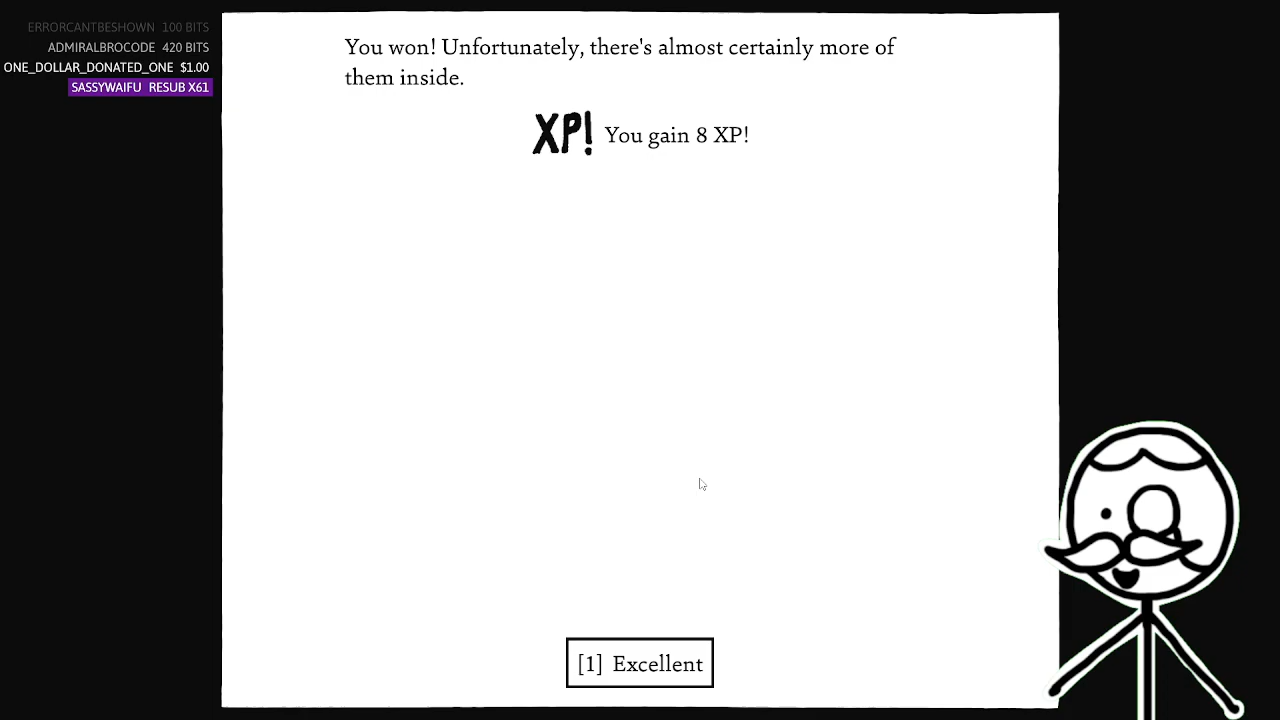 ERRORCANTBESHOWN 100 BITS
ADMIRALBROCODE 420 BITS
ONE_DOLLAR_DONATED_ONE $1.00
SASSYWAIFU RESUB X61
You won! Unfortunately, there's almost certainly more of
them inside.
XP! You gain 8 XP!
[1] Excellent